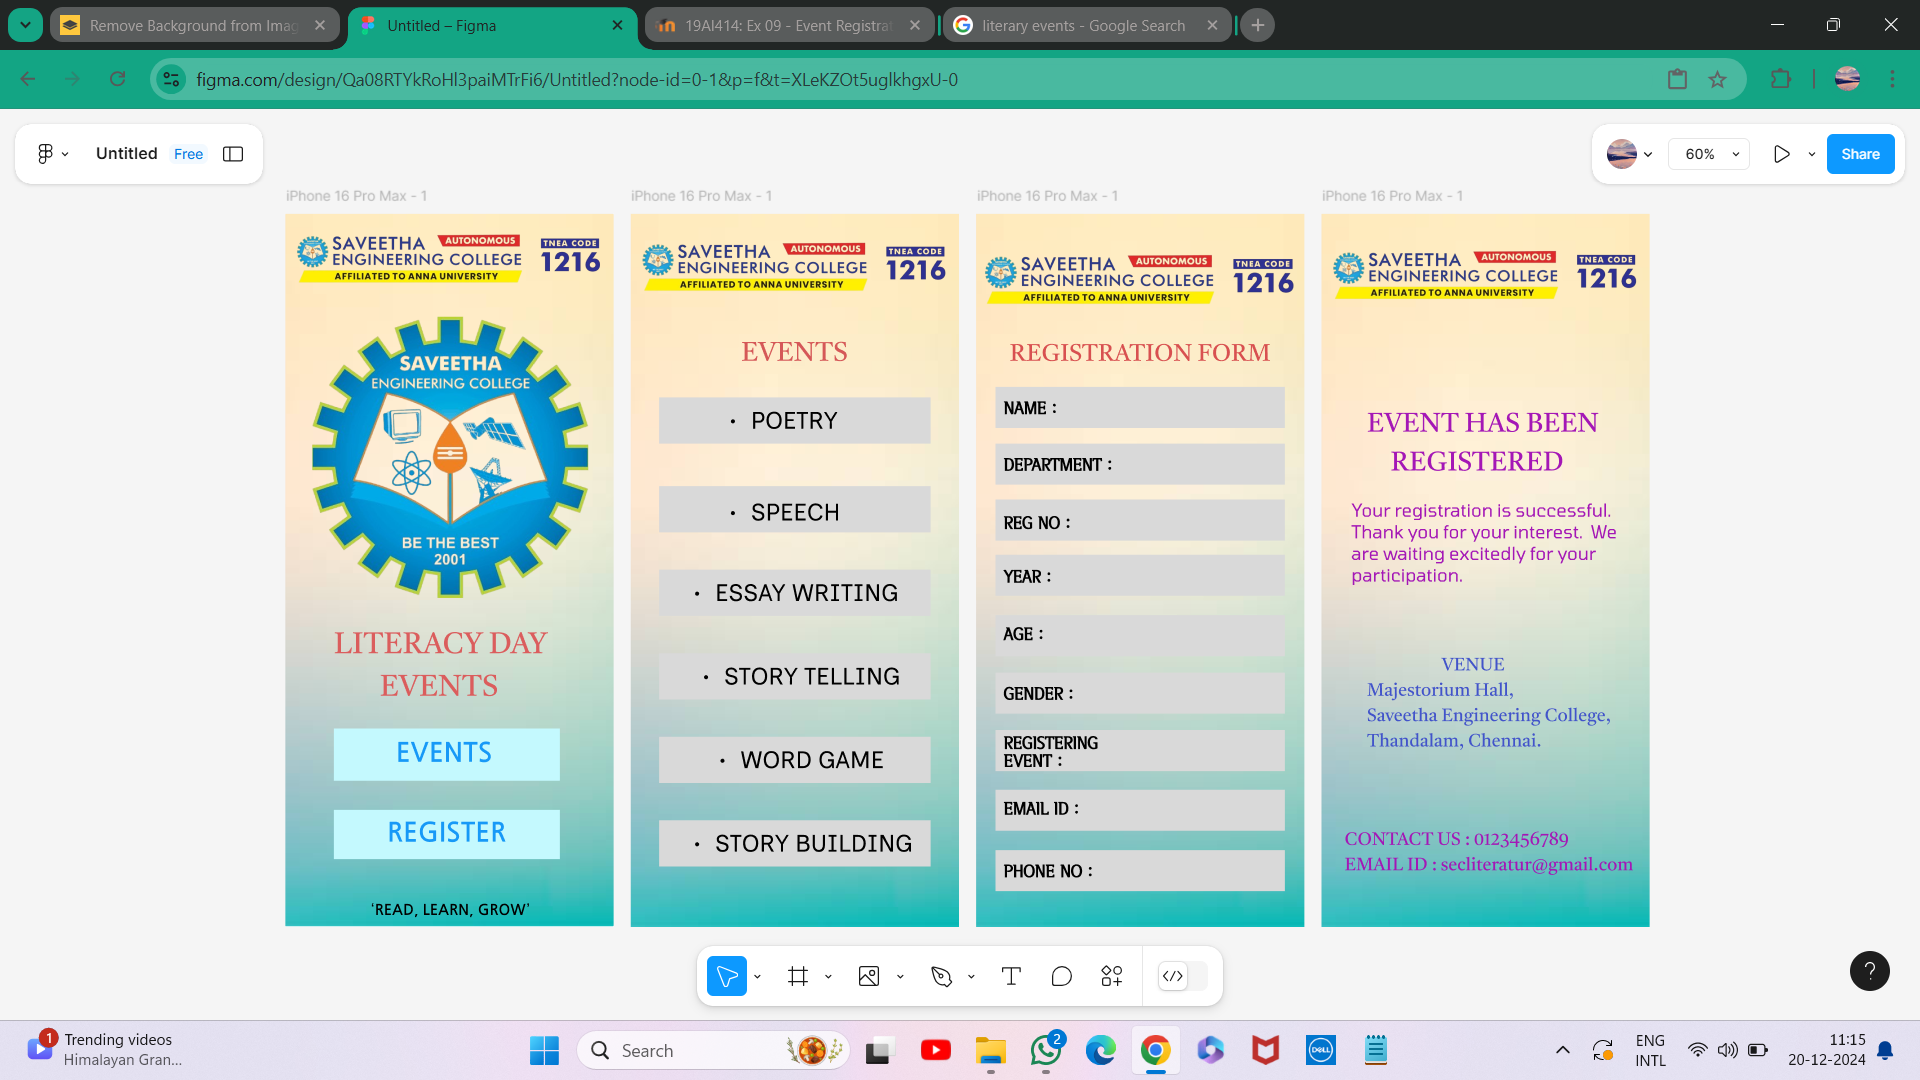 Remove Background from Imag
Untitled – Figma
19AI414: Ex 09 - Event Registrat
literary events - Google Search
figma.com/design/Qa08RTYkRoHl3paiMTrFi6/Untitled?node-id=0-1&p=f&t=XLeKZOt5uglkhgxU-0
Untitled Free
60%
Share
iPhone 16 Pro Max - 1
SAVEETHA AUTONOMOUS
ENGINEERING COLLEGE
AFFILIATED TO ANNA UNIVERSITY
TNEA CODE
1216
SAVEETHA
ENGINEERING COLLEGE
BE THE BEST
2001
LITERACY DAY
EVENTS
EVENTS
REGISTER
‘READ, LEARN, GROW’
iPhone 16 Pro Max - 1
SAVEETHA AUTONOMOUS
ENGINEERING COLLEGE
AFFILIATED TO ANNA UNIVERSITY
TNEA CODE
1216
EVENTS
• POETRY
• SPEECH
• ESSAY WRITING
• STORY TELLING
• WORD GAME
• STORY BUILDING
iPhone 16 Pro Max - 1
SAVEETHA AUTONOMOUS
ENGINEERING COLLEGE
AFFILIATED TO ANNA UNIVERSITY
TNEA CODE
1216
REGISTRATION FORM
NAME :
DEPARTMENT :
REG NO :
YEAR :
AGE :
GENDER :
REGISTERING
EVENT :
EMAIL ID :
PHONE NO :
iPhone 16 Pro Max - 1
SAVEETHA AUTONOMOUS
ENGINEERING COLLEGE
AFFILIATED TO ANNA UNIVERSITY
TNEA CODE
1216
EVENT HAS BEEN
REGISTERED
Your registration is successful.
Thank you for your interest. We
are waiting excitedly for your
participation.
VENUE
Majestorium Hall,
Saveetha Engineering College,
Thandalam, Chennai.
CONTACT US : 0123456789
EMAIL ID : secliteratur@gmail.com
?
1
Trending videos
Himalayan Gran...
Search
2
DELL
ENG
INTL
11:15
20-12-2024